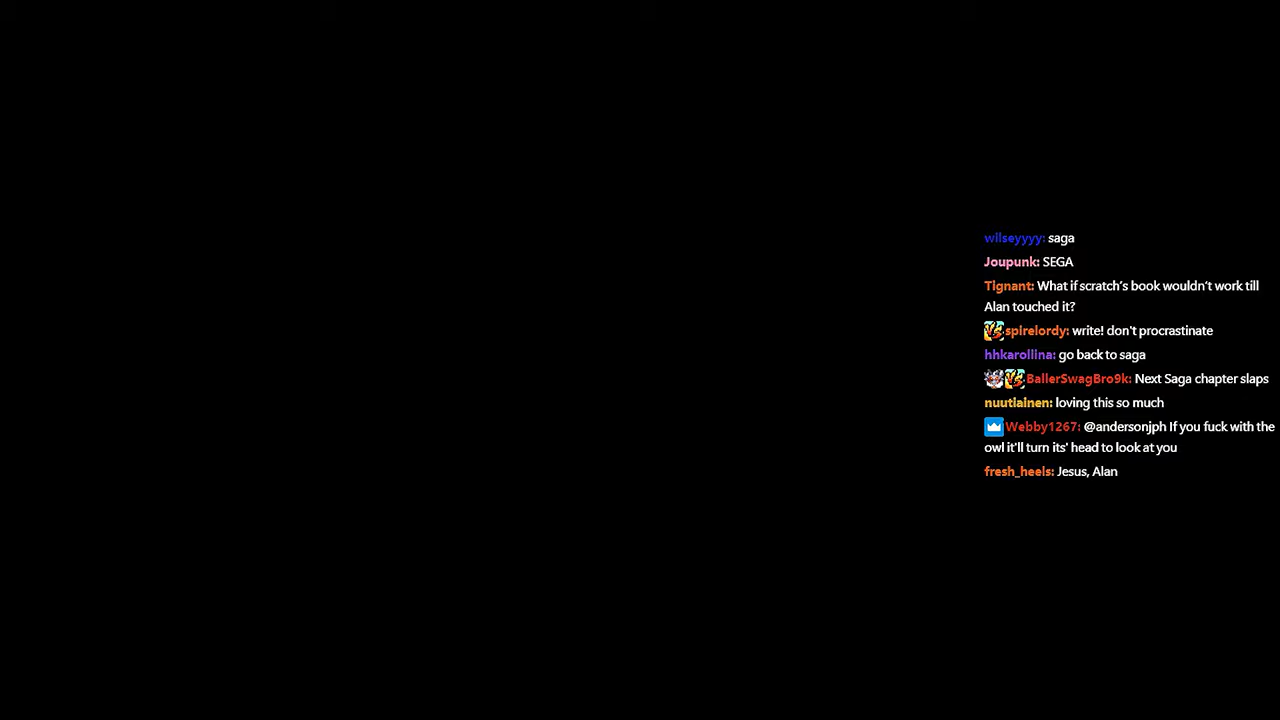 wilseyyyy: saga
Joupunk: SEGA
Tignant: What if scratch's book wouldn't work till
Alan touched it?
spirelordy: write! don't procrastinate
hhkarollina: go back to saga
BallerSwagBro9k: Next Saga chapter slaps
nuutiainen: loving this so much
Webby1267: @andersonjph If you fuck with the
owl it'll turn its' head to look at you
fresh_heels: Jesus, Alan